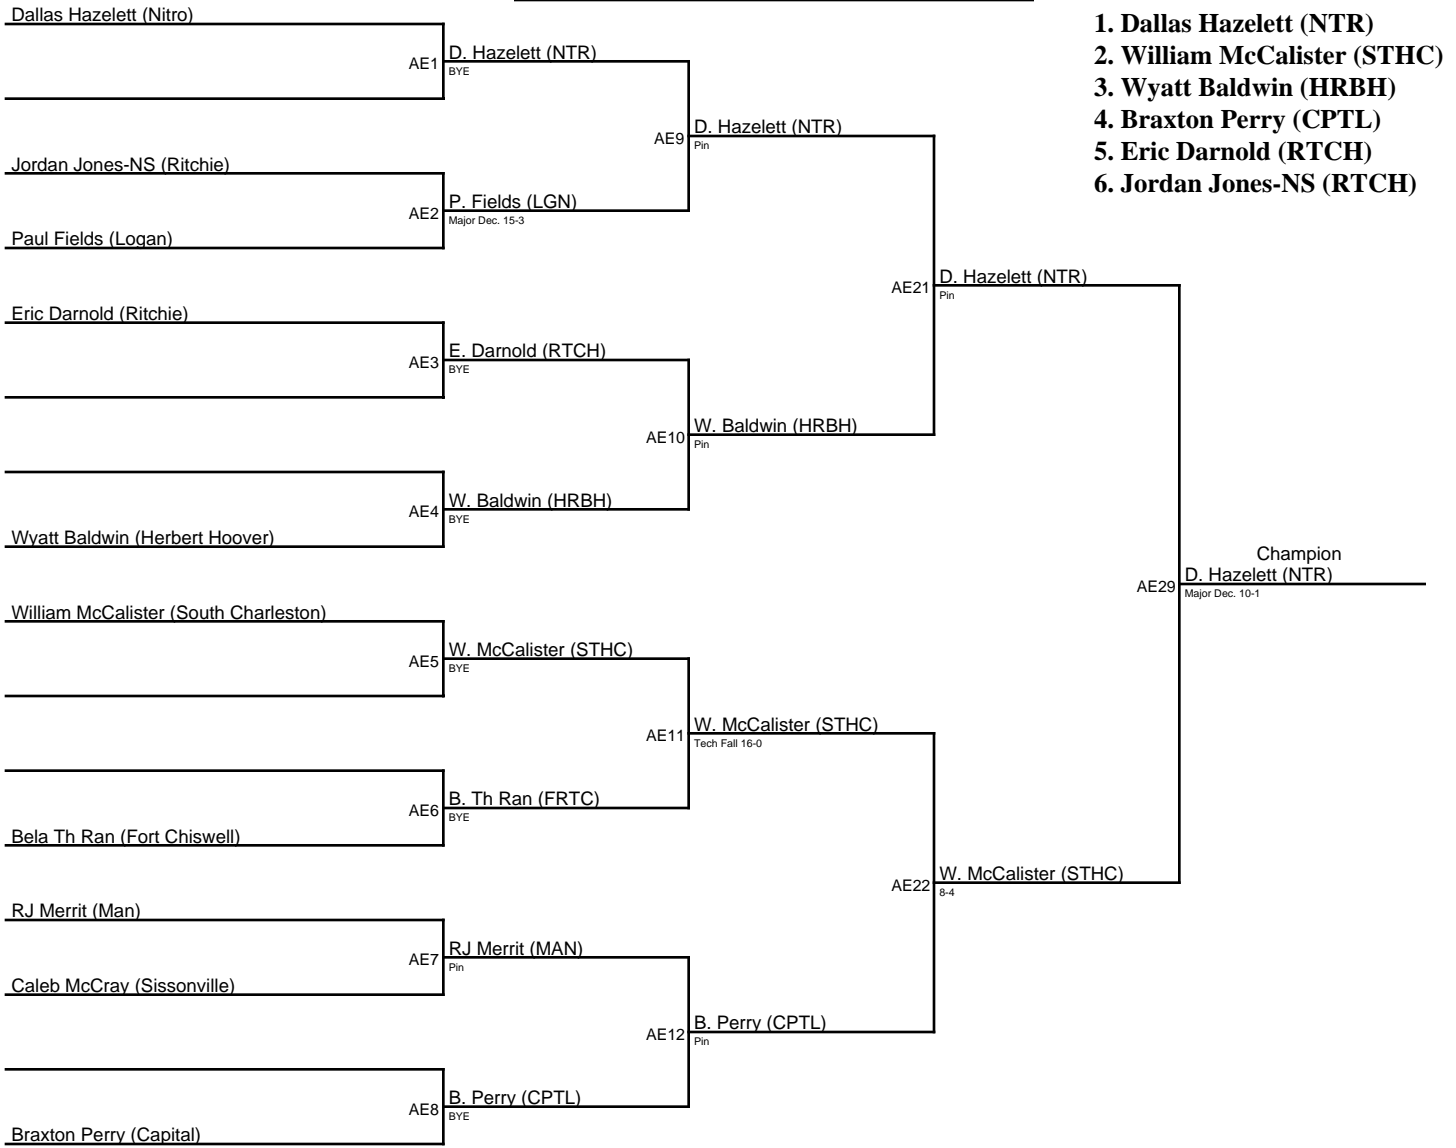 Dallas Hazelett (Nitro)
AE1
D. Hazelett (NTR)
BYE
Jordan Jones-NS (Ritchie)
AE2
P. Fields (LGN)
Major Dec. 15-3
Paul Fields (Logan)
AE9
D. Hazelett (NTR)
Pin
Eric Darnold (Ritchie)
AE3
E. Darnold (RTCH)
BYE
AE4
W. Baldwin (HRBH)
BYE
Wyatt Baldwin (Herbert Hoover)
AE10
W. Baldwin (HRBH)
Pin
AE21
D. Hazelett (NTR)
Pin
William McCalister (South Charleston)
AE5
W. McCalister (STHC)
BYE
AE6
B. Th Ran (FRTC)
BYE
Bela Th Ran (Fort Chiswell)
AE11
W. McCalister (STHC)
Tech Fall 16-0
RJ Merrit (Man)
AE7
RJ Merrit (MAN)
Pin
Caleb McCray (Sissonville)
AE8
B. Perry (CPTL)
BYE
Braxton Perry (Capital)
AE12
B. Perry (CPTL)
Pin
AE22
W. McCalister (STHC)
8-4
Champion
AE29
D. Hazelett (NTR)
Major Dec. 10-1
1. Dallas Hazelett (NTR)
2. William McCalister (STHC)
3. Wyatt Baldwin (HRBH)
4. Braxton Perry (CPTL)
5. Eric Darnold (RTCH)
6. Jordan Jones-NS (RTCH)